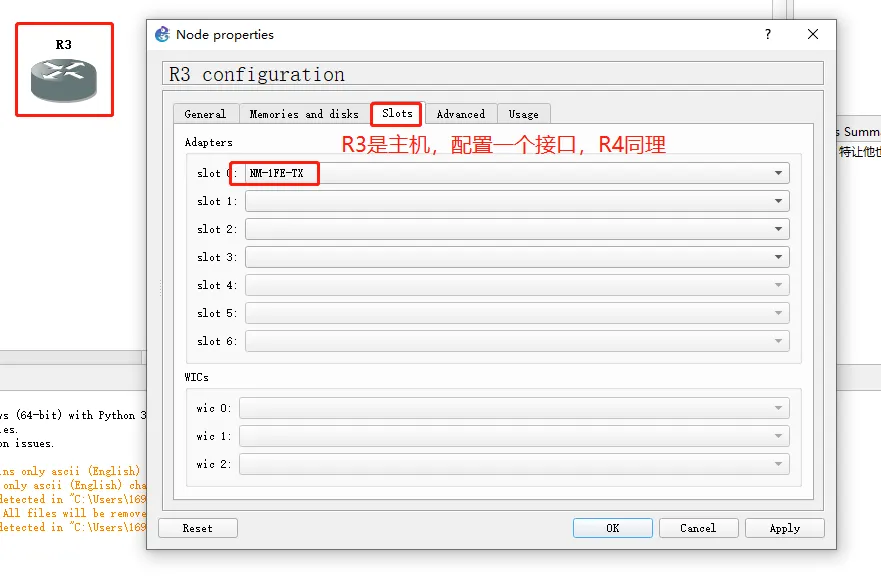 R3
Node properties
R3 configuration
General
Memories and disks
Slots
Advanced
Usage
s Summa
R3是主机，配置一个接口，R4同理
特让他也
Adapters
slot 0:
NM-1FE-TX
slot 1:
slot 2:
slot 3:
slot 4:
slot 5:
slot 6:
WICs
wic 0:
wic 1:
wic 2:
ws (64-bit) with Python 3
les.
on issues.
ins only ascii (English)
only ascii (English) cha
detected in "C:\Users\169
All files will be remove
detected in "C:\Users\169
Reset
OK
Cancel
Apply